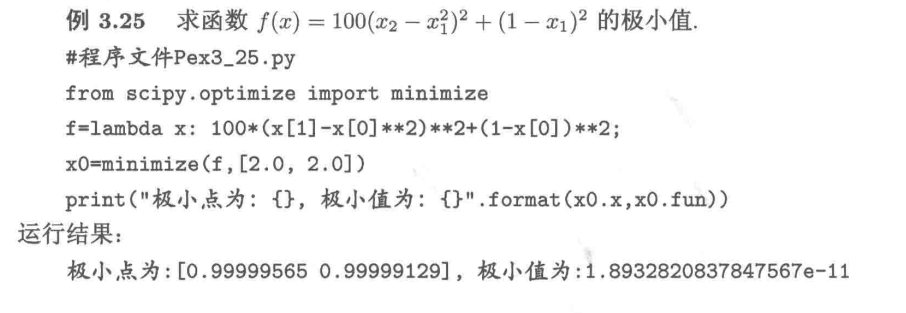 例 3.25 求函数 f(x) = 100(x₂ − x₁²)² + (1 − x₁)² 的极小值.
#程序文件Pex3_25.py
from scipy.optimize import minimize
f=lambda x: 100*(x[1]-x[0]**2)**2+(1-x[0])**2;
x0=minimize(f,[2.0, 2.0])
print("极小点为: {}, 极小值为: {}".format(x0.x,x0.fun))
运行结果:
极小点为:[0.99999565 0.99999129], 极小值为:1.8932820837847567e-11